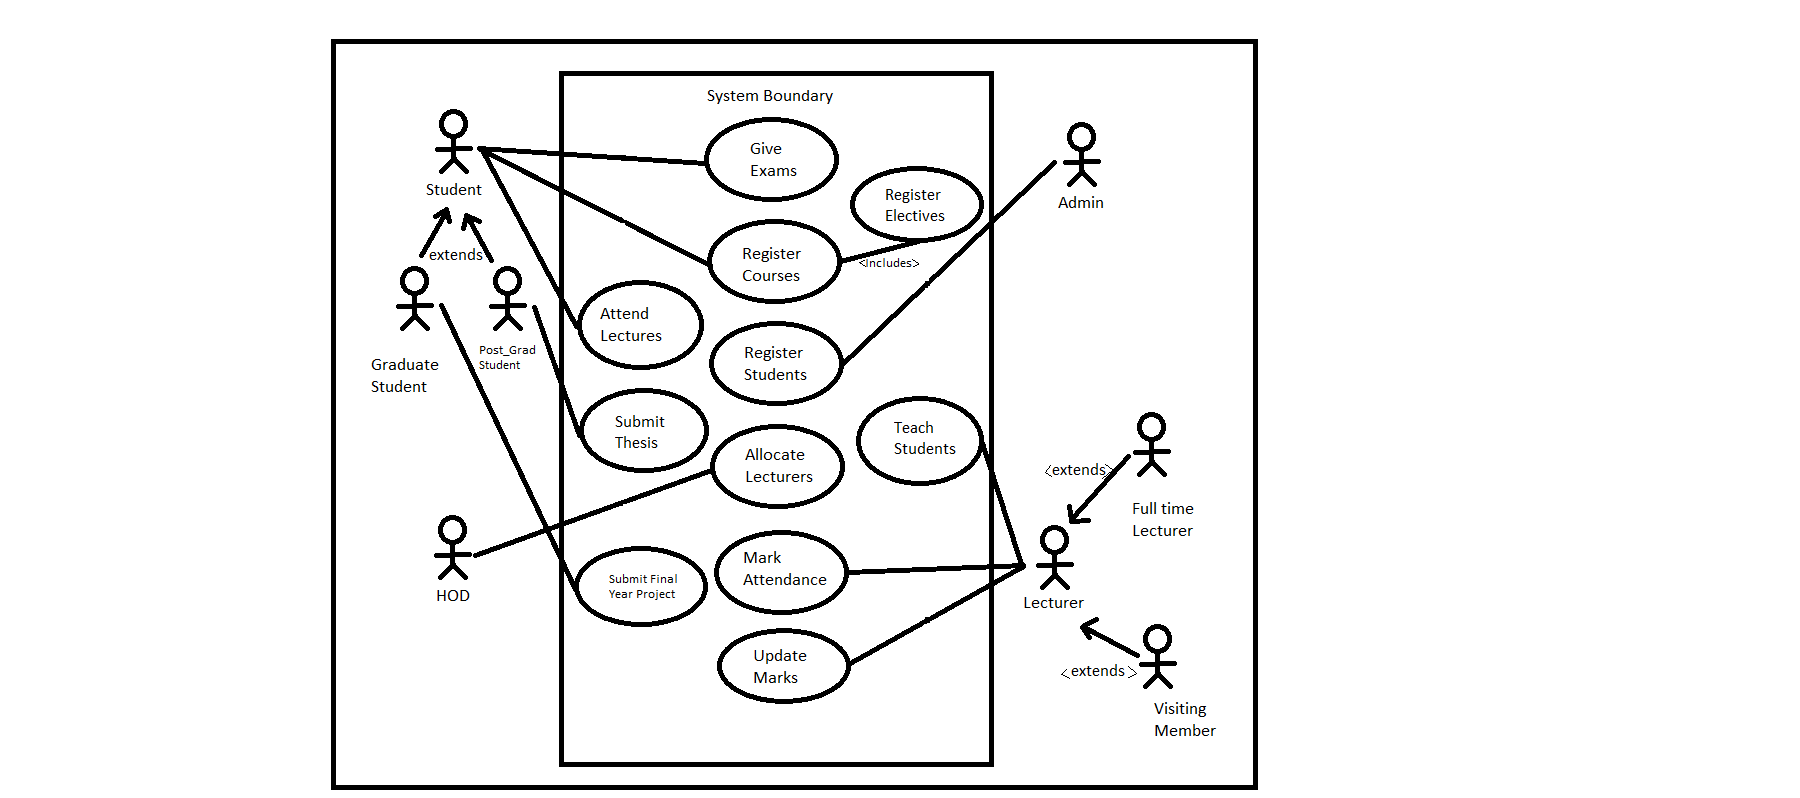 System Boundary
Give
Exams
Student
Register
Electives
Admin
extends
Register
Courses
<includes>
Attend
Lectures
Graduate
Student
Post_Grad
Student
Register
Students
Submit
Thesis
Allocate
Lecturers
Teach
Students
<extends>
Full time
Lecturer
HOD
Submit Final
Year Project
Mark
Attendance
Lecturer
Update
Marks
<extends>
Visiting
Member